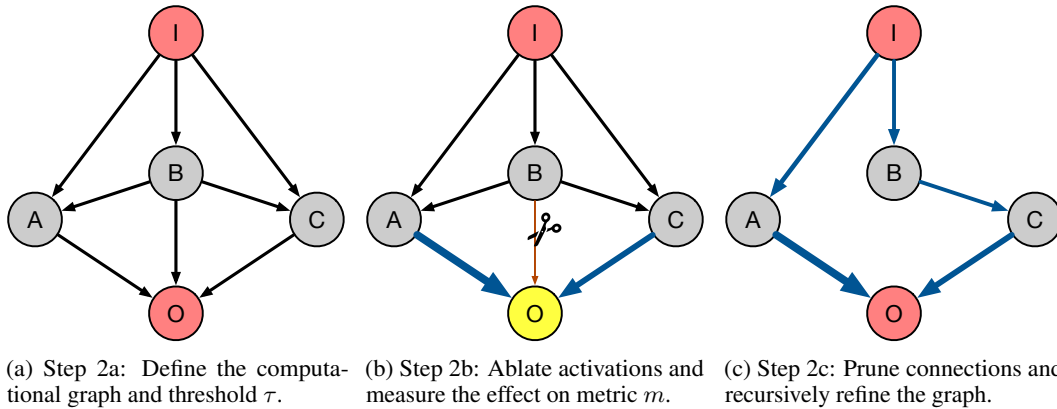 I
B
A
C
O
I
B
A
C
O
I
B
A
C
O
(a) Step 2a: Define the computa-
tional graph and threshold τ.
(b) Step 2b: Ablate activations and
measure the effect on metric m.
(c) Step 2c: Prune connections and
recursively refine the graph.